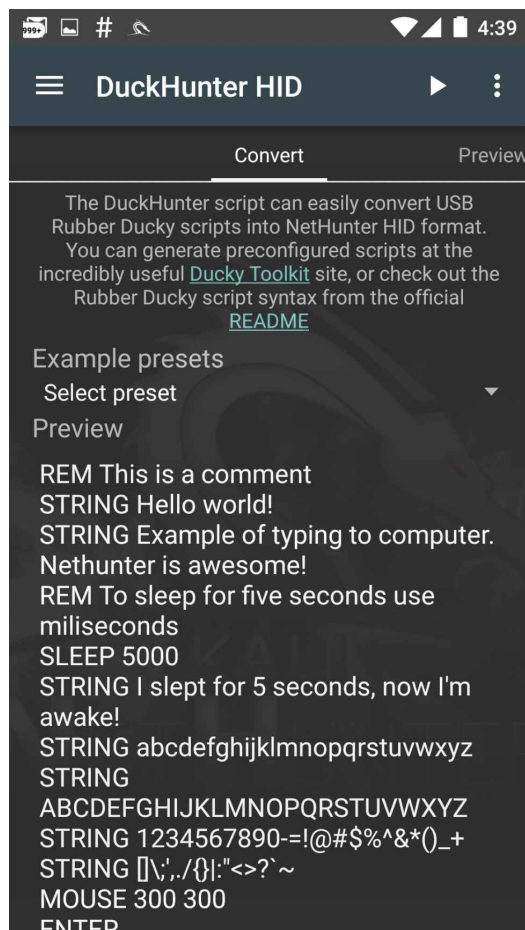 999+ # 4:39
DuckHunter HID
Convert Preview
The DuckHunter script can easily convert USB
Rubber Ducky scripts into NetHunter HID format.
You can generate preconfigured scripts at the
incredibly useful Ducky Toolkit site, or check out the
Rubber Ducky script syntax from the official
README
Example presets
Select preset
Preview
REM This is a comment
STRING Hello world!
STRING Example of typing to computer.
Nethunter is awesome!
REM To sleep for five seconds use
miliseconds
SLEEP 5000
STRING I slept for 5 seconds, now I'm
awake!
STRING abcdefghijklmnopqrstuvwxyz
STRING
ABCDEFGHIJKLMNOPQRSTUVWXYZ
STRING 1234567890-=!@#$%^&*()_+
STRING []\;',./{}|:"<>?`~
MOUSE 300 300
ENTER